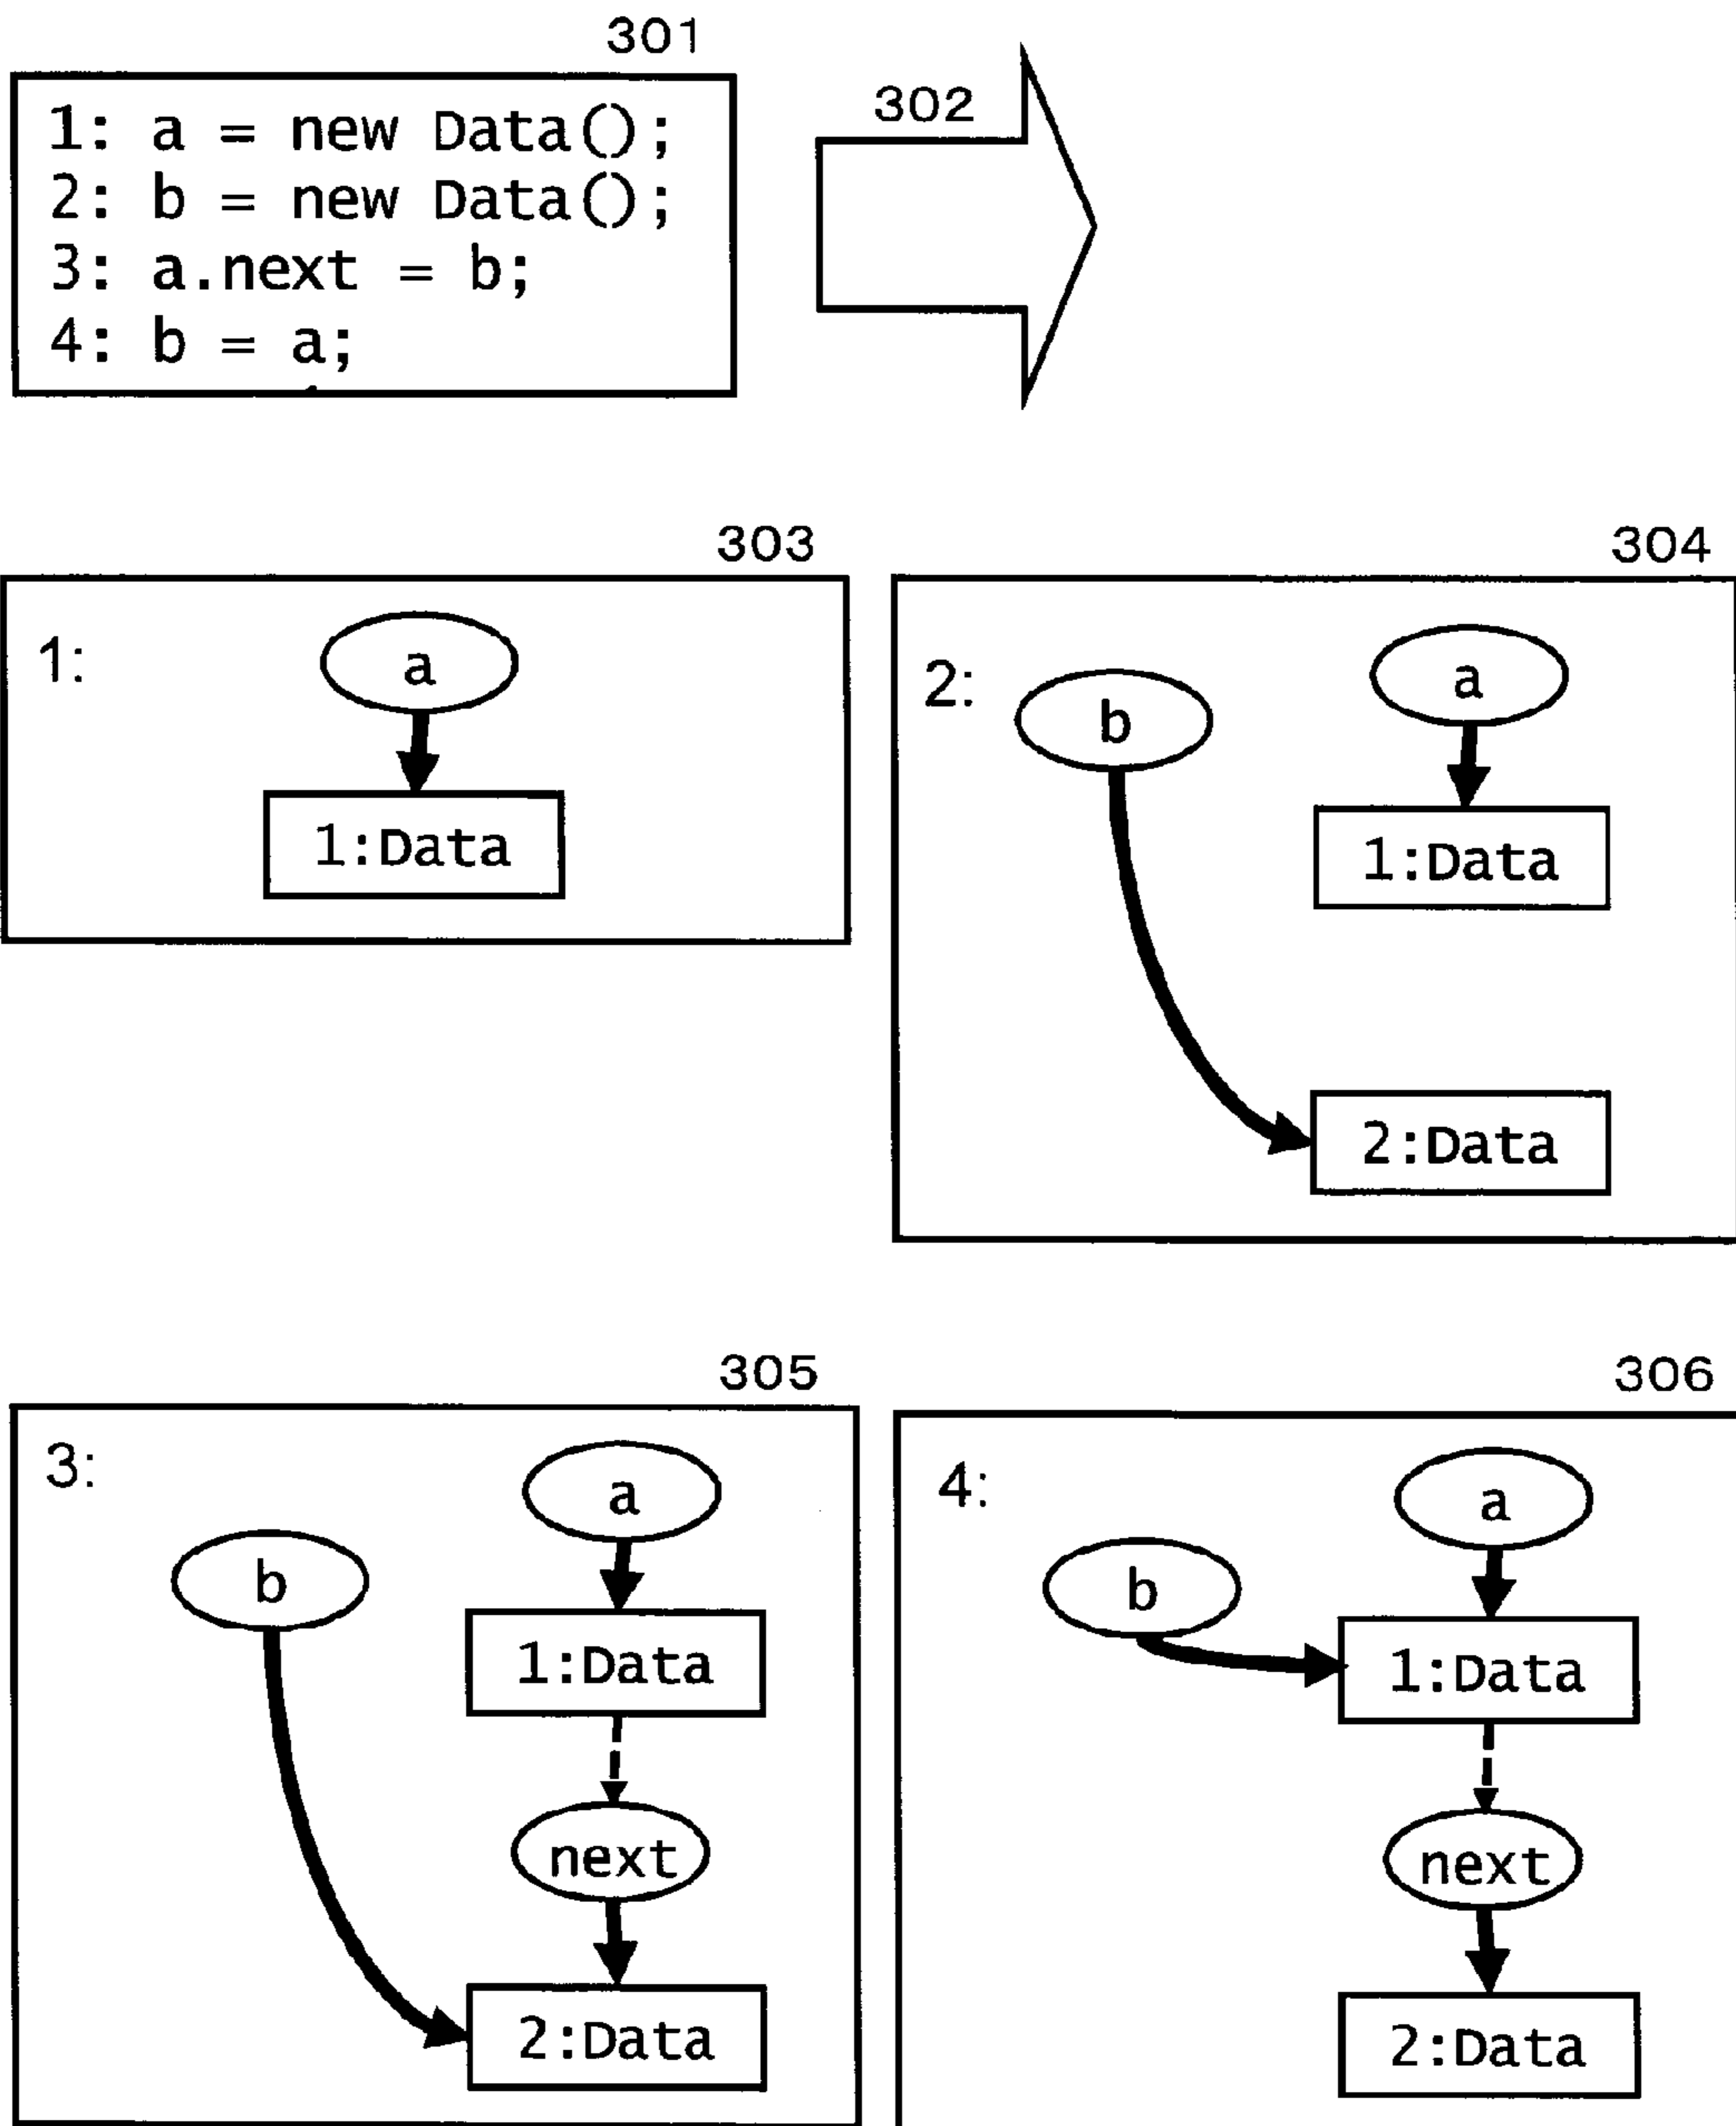 301
1: a = new Data();
2: b = new Data();
3: a.next = b;
4: b = a;
302
303
1:
a
1:Data
304
2:
b
a
1:Data
2:Data
305
3:
a
b
1:Data
next
2:Data
306
4:
a
b
1:Data
next
2:Data